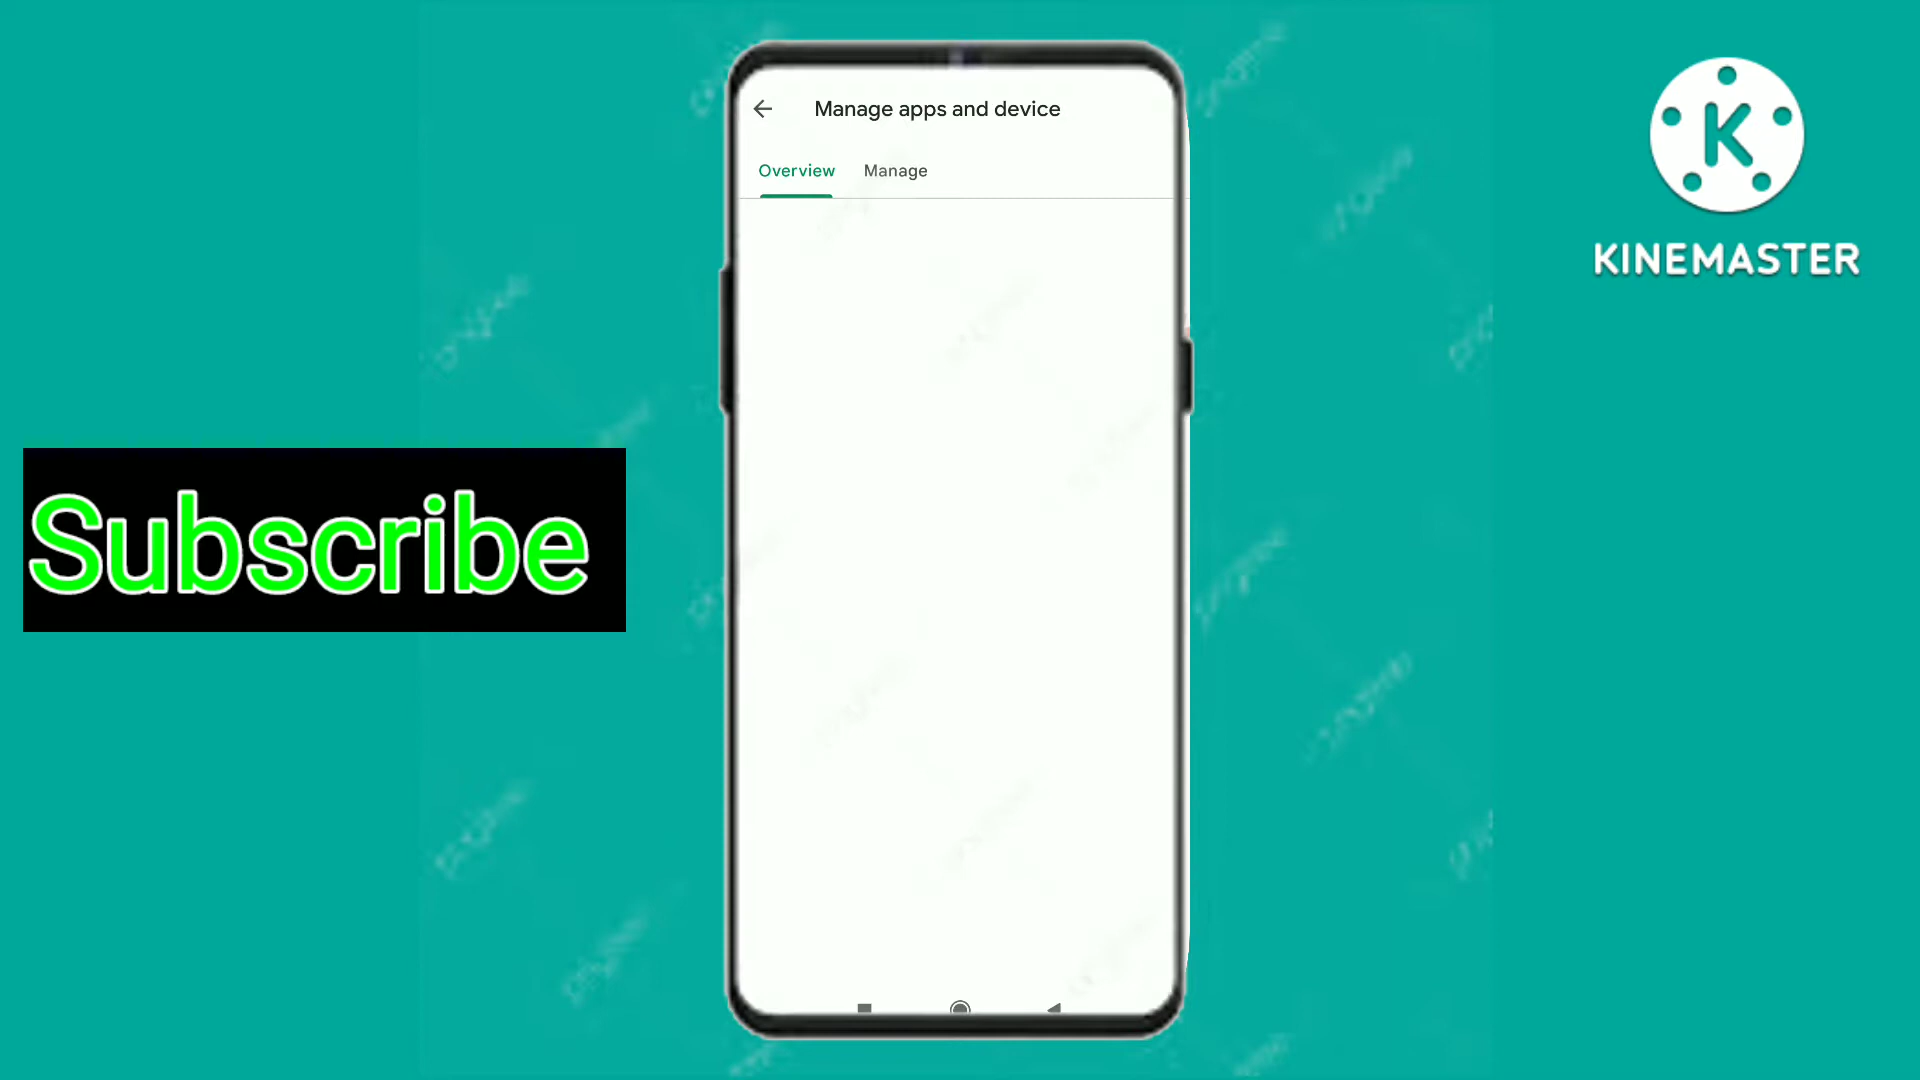 Manage apps and device
Overview Manage
K
KINEMASTER
Subscribe